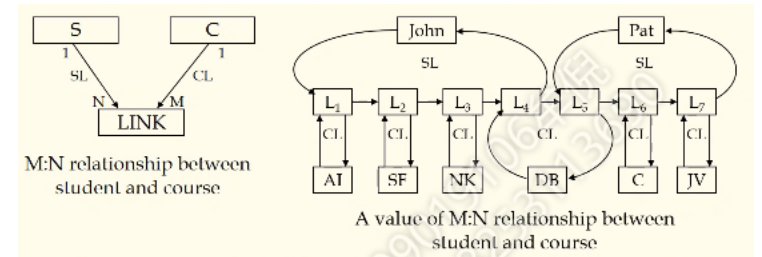 S
C
1
1
SL
CL
N
M
LINK
M:N relationship between
student and course
John
Pat
SL
SL
L1
L2
L3
L4
L5
L6
L7
CL
CL
CL
CL
CL
CL
AI
SE
NK
DB
C
JV
A value of M:N relationship between
student and course